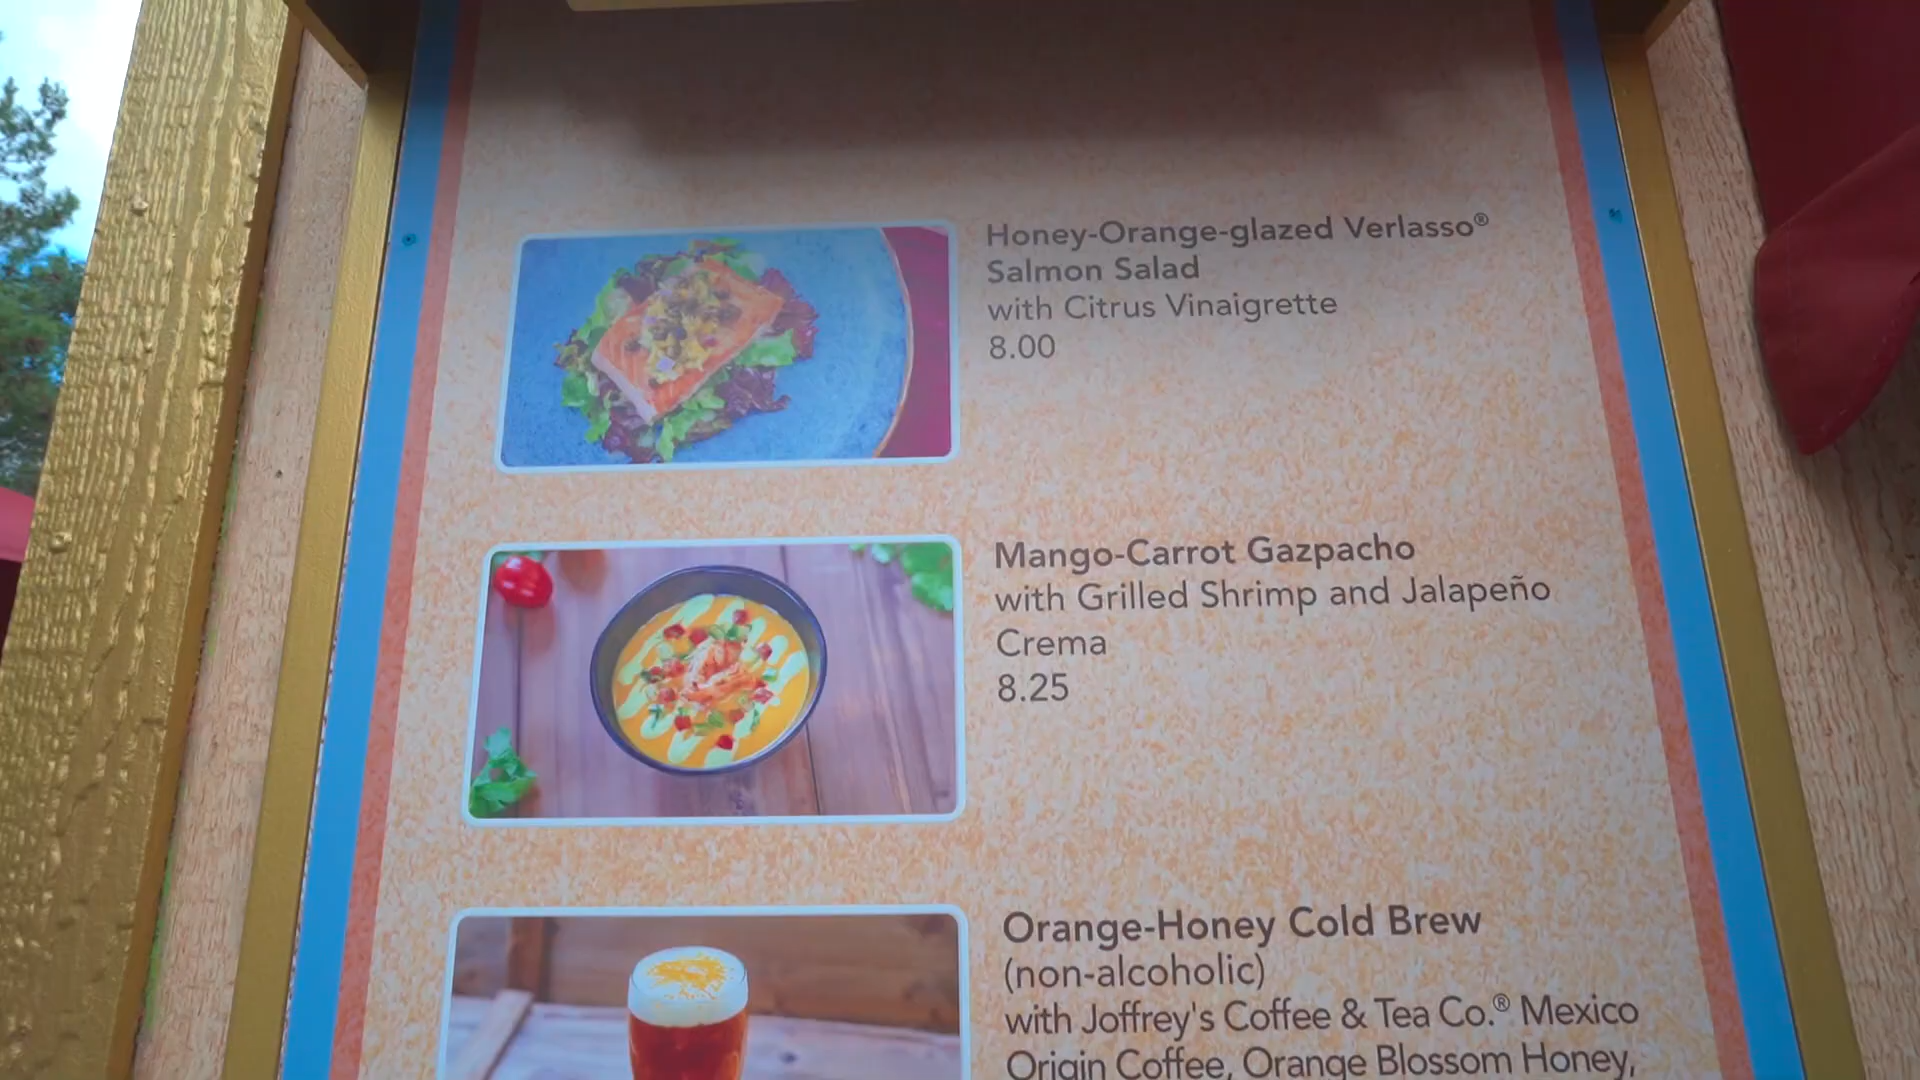 Honey-Orange-glazed Verlasso®
Salmon Salad
with Citrus Vinaigrette
8.00
Mango-Carrot Gazpacho
with Grilled Shrimp and Jalapeño
Crema
8.25
Orange-Honey Cold Brew
(non-alcoholic)
with Joffrey's Coffee & Tea Co.® Mexico
Origin Coffee, Orange Blossom Honey,